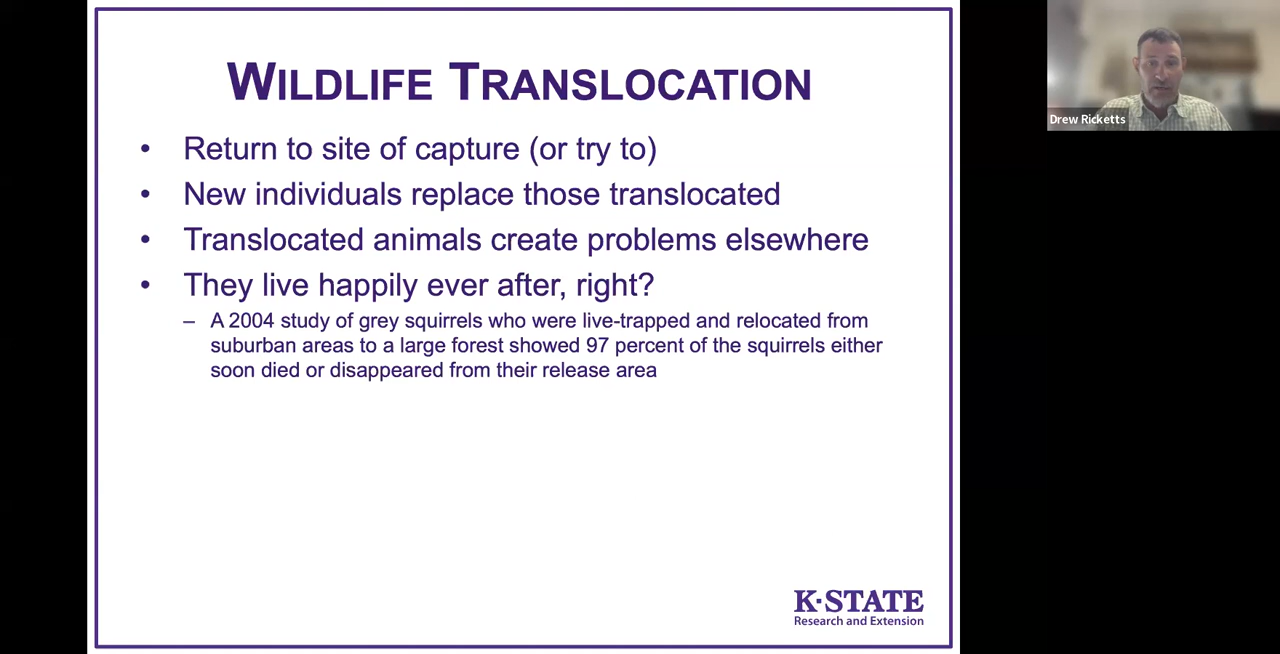 WILDLIFE TRANSLOCATION
• Return to site of capture (or try to)
• New individuals replace those translocated
• Translocated animals create problems elsewhere
• They live happily ever after, right?
– A 2004 study of grey squirrels who were live-trapped and relocated from
suburban areas to a large forest showed 97 percent of the squirrels either
soon died or disappeared from their release area
K·STATE
Research and Extension
Drew Ricketts